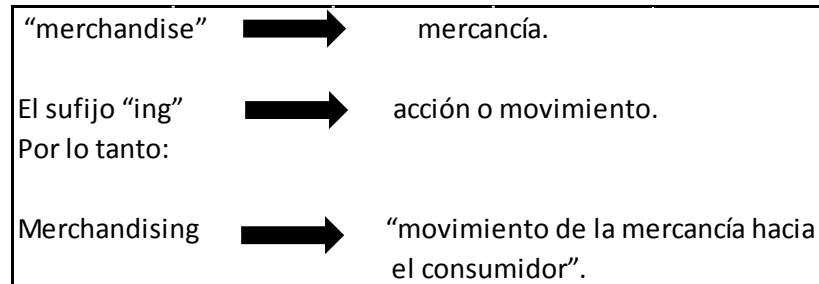 “merchandise” mercancía.
El sufijo “ing” acción o movimiento.
Por lo tanto:
Merchandising “movimiento de la mercancía hacia
el consumidor”.